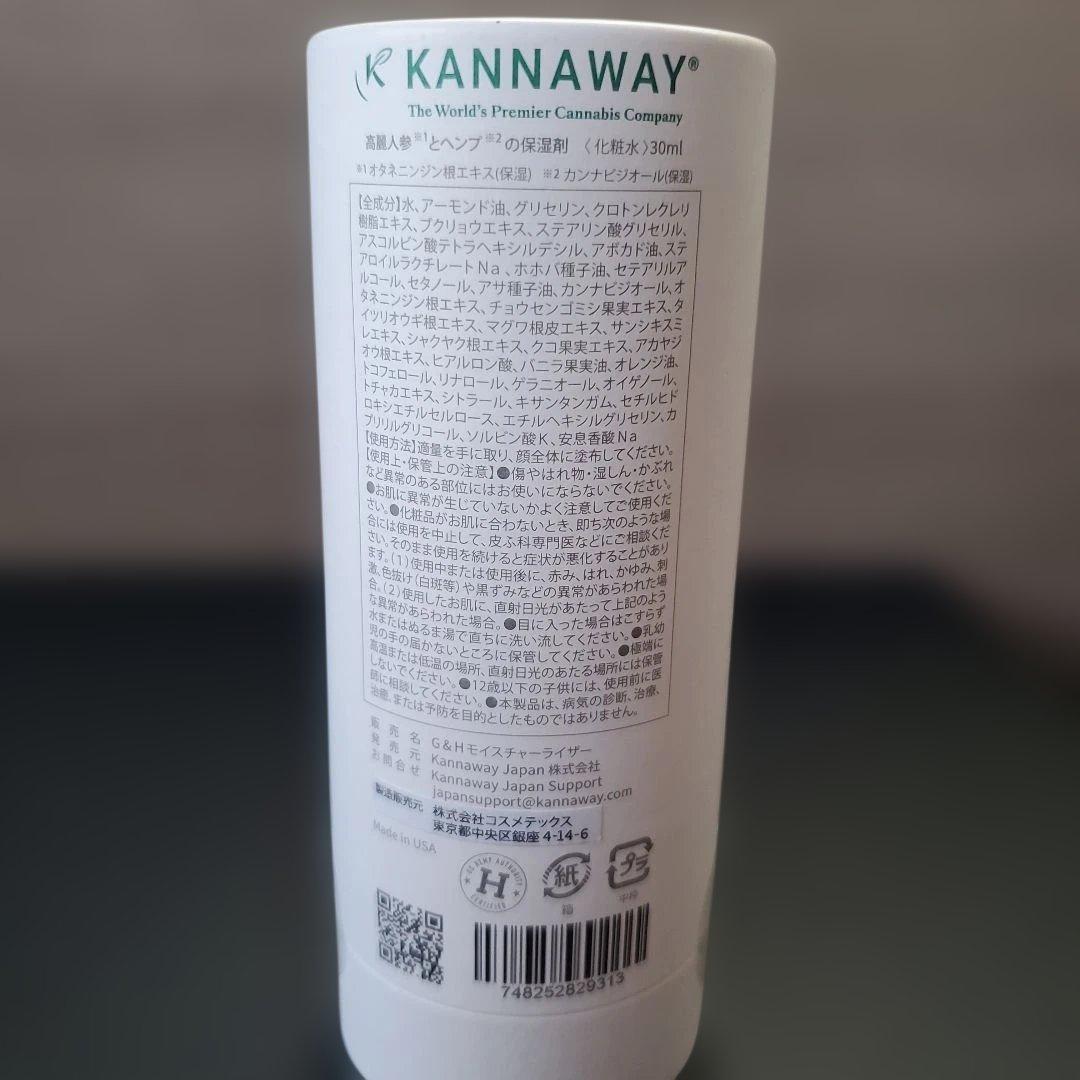 KANNAWAY®
The World's Premier Cannabis Company
高麗人参※1とヘンプ※2の保湿剤 〈化粧水〉30ml
※1 オタネニンジン根エキス(保湿) ※2 カンナビジオール(保湿)
【全成分】水、アーモンド油、グリセリン、クロトンレクレリ
樹脂エキス、ブクリョウエキス、ステアリン酸グリセリル、
アスコルビン酸テトラヘキシルデシル、アボカド油、ステ
アロイルラクチレートNa、ホホバ種子油、セテアリルア
ルコール、セタノール、アサ種子油、カンナビジオール、オ
タネニンジン根エキス、チョウセンゴミシ果実エキス、タ
イツリオウギ根エキス、マグワ根皮エキス、サンシキスミ
レエキス、シャクヤク根エキス、クコ果実エキス、アカヤジ
オウ根エキス、ヒアルロン酸、バニラ果実油、オレンジ油、
トコフェロール、リナロール、ゲラニオール、オイゲノール、
トチャカエキス、シトラール、キサンタンガム、セチルヒド
ロキシエチルセルロース、エチルヘキシルグリセリン、カ
プリリルグリコール、ソルビン酸K、安息香酸Na
【使用方法】適量を手に取り、顔全体に塗布してください。
【使用上・保管上の注意】●傷やはれ物・湿しん・かぶれ
など異常のある部位にはお使いにならないでください。
●お肌に異常が生じていないかよく注意してご使用くだ
さい。●化粧品がお肌に合わないとき、即ち次のような場
合には使用を中止して、皮ふ科専門医などにご相談くだ
さい。そのまま使用を続けると症状が悪化することがあり
ます。(1)使用中または使用後に、赤み、はれ、かゆみ、刺
激、色抜け(白斑等)や黒ずみなどの異常があらわれた場
合。(2)使用したお肌に、直射日光があたって上記のよう
な異常があらわれた場合。●目に入った場合はこすらず
水またはぬるま湯で直ちに洗い流してください。●乳幼
児の手の届かないところに保管してください。●極端に
高温または低温の場所、直射日光のあたる場所には保管
しないでください。●12歳以下の子供には、使用前に医
師に相談してください。●本製品は、病気の診断、治療、
治癒、または予防を目的としたものではありません。
販売名 G&Hモイスチャーライザー
発売元 Kannaway Japan 株式会社
お問合せ Kannaway Japan Support
japansupport@kannaway.com
製造販売元 株式会社コスメテックス
東京都中央区銀座 4-14-6
Made in USA
US HEMP AUTHORITY
H
CERTIFIED
紙
箱
プラ
中枠
748252829313